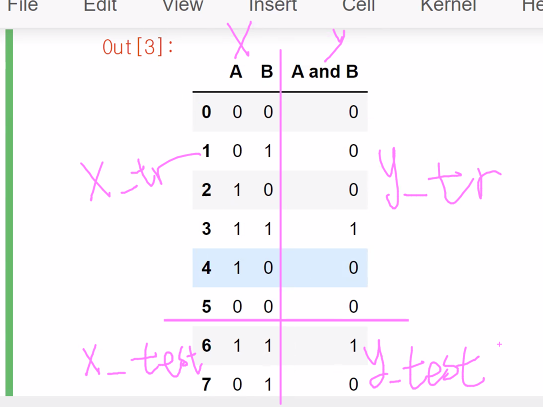 File Edit View Insert Cell Kernel He
Out[3]:
X y
A B A and B
0 0 0 0
1 0 1 0
X_tr y_tr
2 1 0 0
3 1 1 1
4 1 0 0
5 0 0 0
6 1 1 1
X_test y_test
7 0 1 0